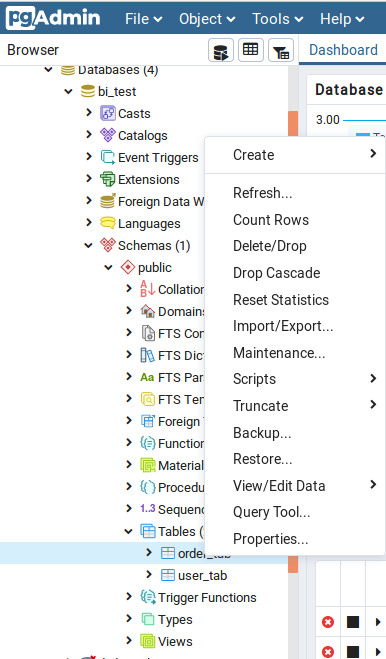 pgAdmin File Object Tools Help
Browser Dashboard
Databases (4)
bi_test
Casts
Catalogs
Event Triggers
Extensions
Foreign Data W
Languages
Schemas (1)
public
Collation
Domains
FTS Con
FTS Dic
FTS Par
FTS Ten
Foreign
Function
Material
Procedu
Sequenc
Tables (
order_tab
user_tab
Trigger Functions
Types
Views
Create
Refresh...
Count Rows
Delete/Drop
Drop Cascade
Reset Statistics
Import/Export...
Maintenance...
Scripts
Truncate
Backup...
Restore...
View/Edit Data
Query Tool...
Properties...
Database
3.00